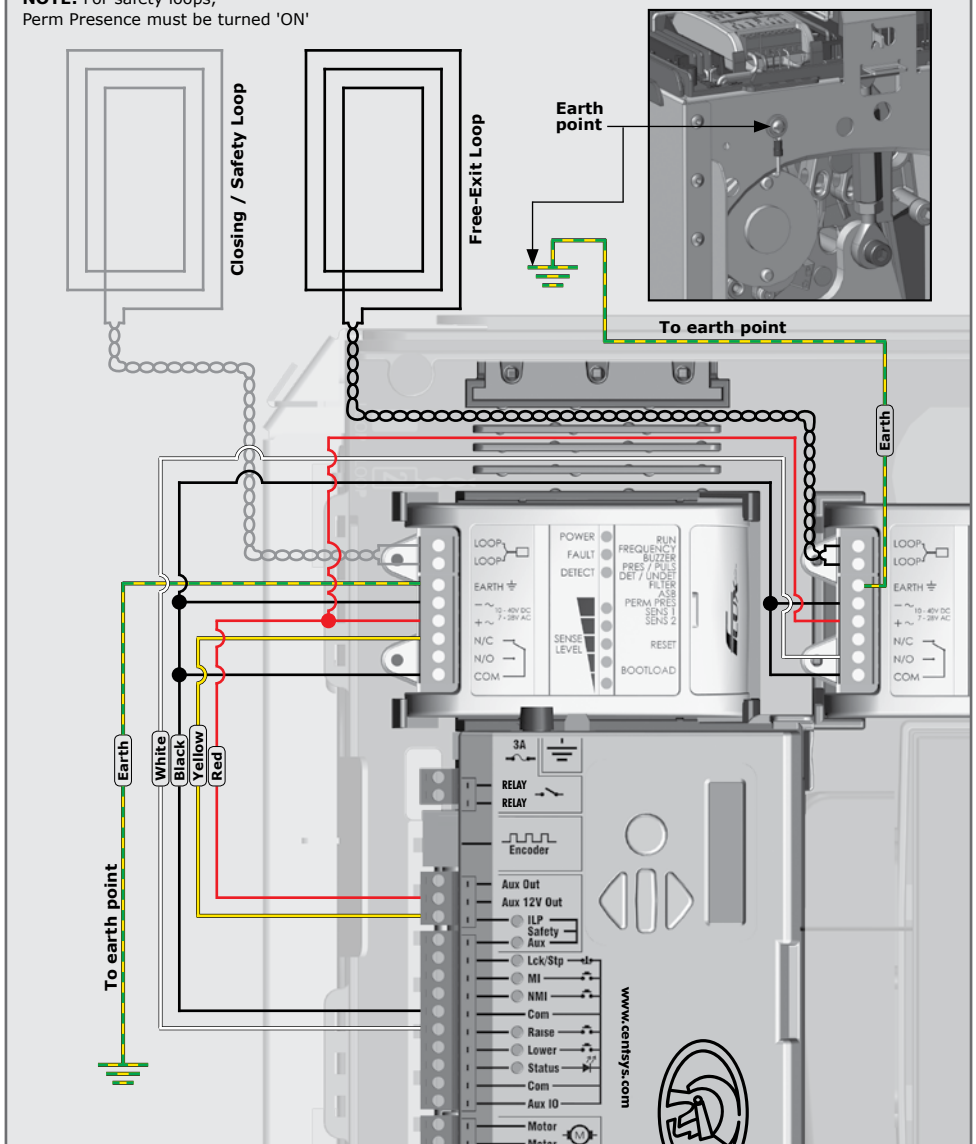 NOTE: For safety loops,
Perm Presence must be turned 'ON'
Closing / Safety Loop
Free-Exit Loop
Earth
point
To earth point
Earth
LOOP
LOOP
EARTH
10 - 40V DC
7 - 28V AC
N/C
N/O
COM
POWER
FAULT
DETECT
SENSE
LEVEL
RUN
FREQUENCY
BUZZER
PRES / PULS
DET / UNDET
FILTER
ASB
PERM PRES
SENS 1
SENS 2
RESET
BOOTLOAD
FLUX
LOOP
LOOP
EARTH
10 - 40V DC
7 - 28V AC
N/C
N/O
COM
Earth
White
Black
Yellow
Red
To earth point
3A
RELAY
RELAY
Encoder
Aux Out
Aux 12V Out
ILP
Safety
Aux
Lck/Stp
MI
NMI
Com
Raise
Lower
Status
Com
Aux IO
Motor
Motor
M
www.centsys.com